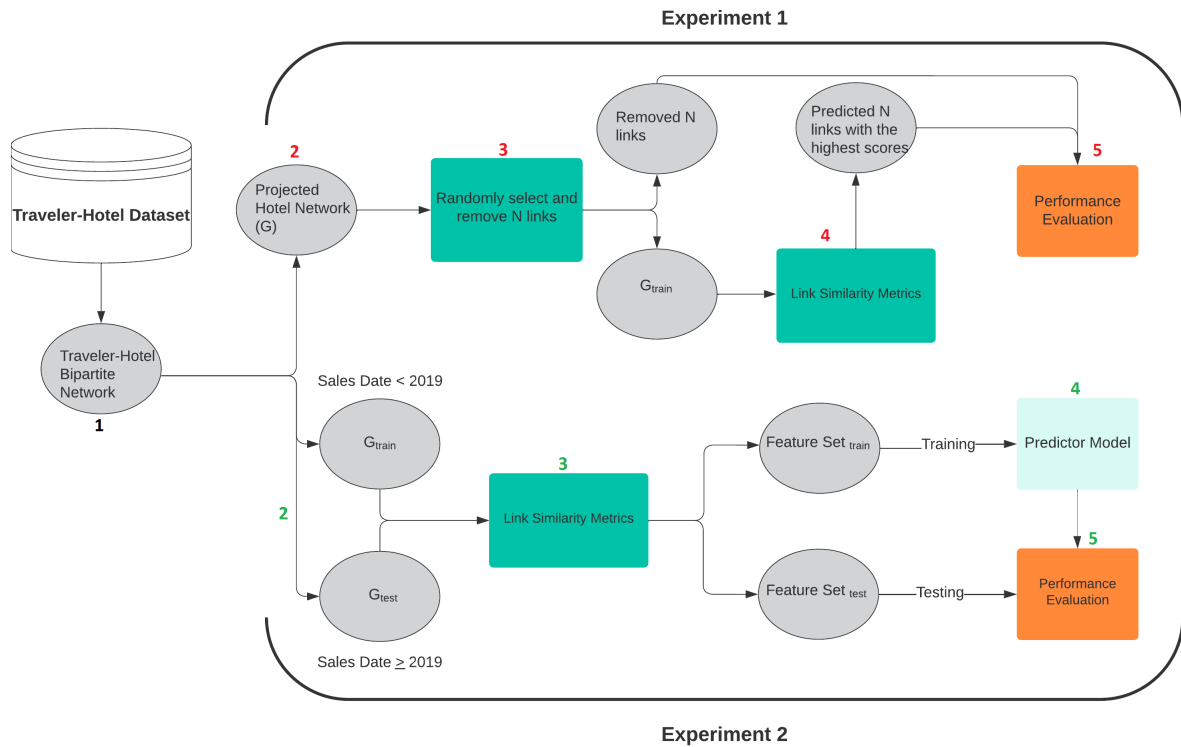 Experiment 1
Traveler-Hotel Dataset
Traveler-Hotel
Bipartite
Network
1
2
Projected
Hotel Network
(G)
3
Randomly select and
remove N links
Removed N
links
G train
4
Link Similarity Metrics
Predicted N
links with the
highest scores
5
Performance
Evaluation
Sales Date < 2019
G train
2
G test
Sales Date ≥ 2019
3
Link Similarity Metrics
Feature Set train
Training
4
Predictor Model
Feature Set test
Testing
5
Performance
Evaluation
Experiment 2